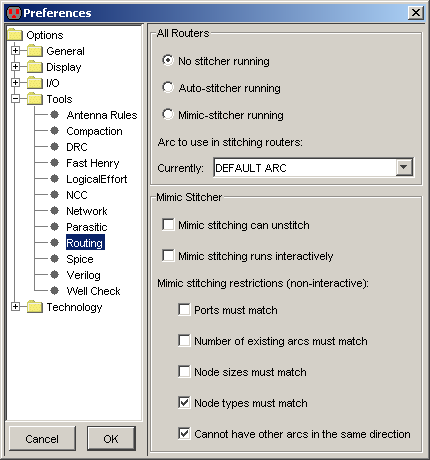 Preferences
Options
General
Display
I/O
Tools
Antenna Rules
Compaction
DRC
Fast Henry
LogicalEffort
NCC
Network
Parasitic
Routing
Spice
Verilog
Well Check
Technology
Cancel
OK
All Routers
No stitcher running
Auto-stitcher running
Mimic-stitcher running
Arc to use in stitching routers:
Currently: DEFAULT ARC
Mimic Stitcher
Mimic stitching can unstitch
Mimic stitching runs interactively
Mimic stitching restrictions (non-interactive):
Ports must match
Number of existing arcs must match
Node sizes must match
Node types must match
Cannot have other arcs in the same direction